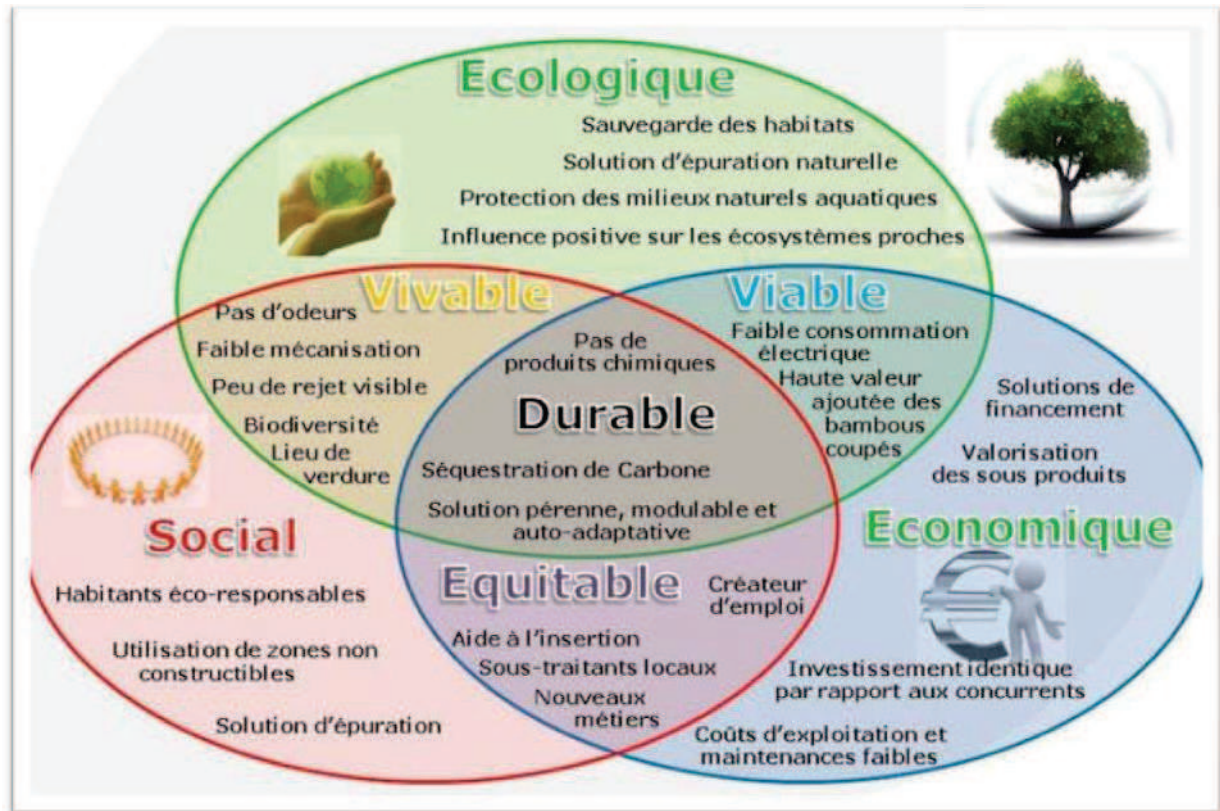 Ecologique
Sauvegarde des habitats
Solution d'épuration naturelle
Protection des milieux naturels aquatiques
Influence positive sur les écosystèmes proches
Vivable
Pas d'odeurs
Faible mécanisation
Peu de rejet visible
Biodiversité
Lieu de
verdure
Viable
Faible consommation
électrique
Haute valeur
ajoutée des
bambous
coupés
Pas de
produits chimiques
Durable
Séquestration de Carbone
Solution pérenne, modulable et
auto-adaptative
Solutions de
financement
Valorisation
des sous produits
Economique
Investissement identique
par rapport aux concurrents
Coûts d'exploitation et
maintenances faibles
Social
Habitants éco-responsables
Utilisation de zones non
constructibles
Solution d'épuration
Equitable
Créateur
d'emploi
Aide à l'insertion
Sous-traitants locaux
Nouveaux
métiers